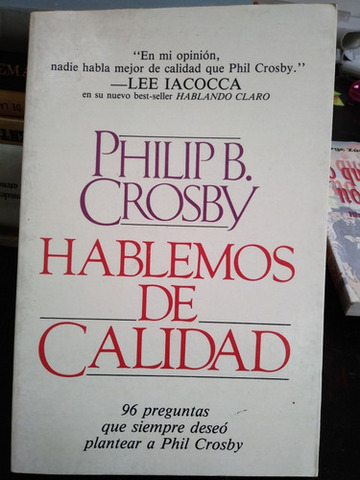 “En mi opinión,
nadie habla mejor de calidad que Phil Crosby.”
—LEE IACOCCA
en su nuevo best-seller HABLANDO CLARO
PHILIP B.
CROSBY
HABLEMOS
DE
CALIDAD
96 preguntas
que siempre deseó
plantear a Phil Crosby